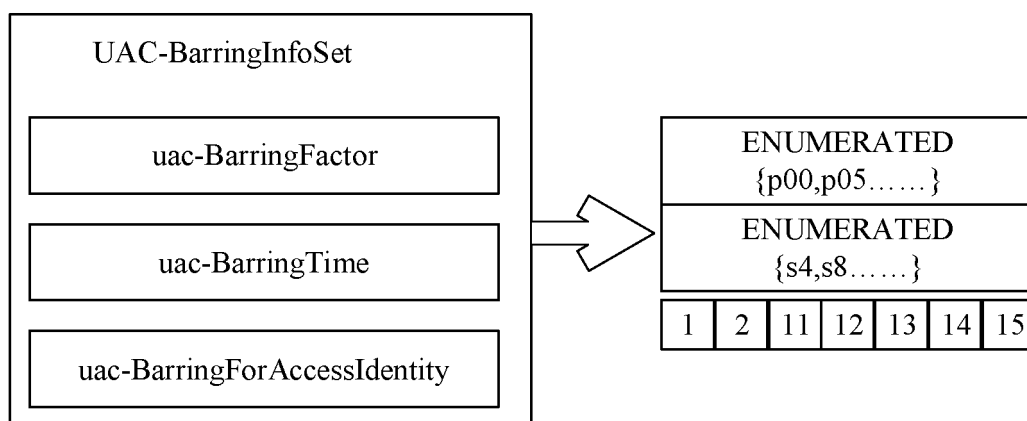 UAC-BarringInfoSet
uac-BarringFactor
uac-BarringTime
uac-BarringForAccessIdentity
ENUMERATED
{p00,p05……}
ENUMERATED
{s4,s8……}
1 2 11 12 13 14 15